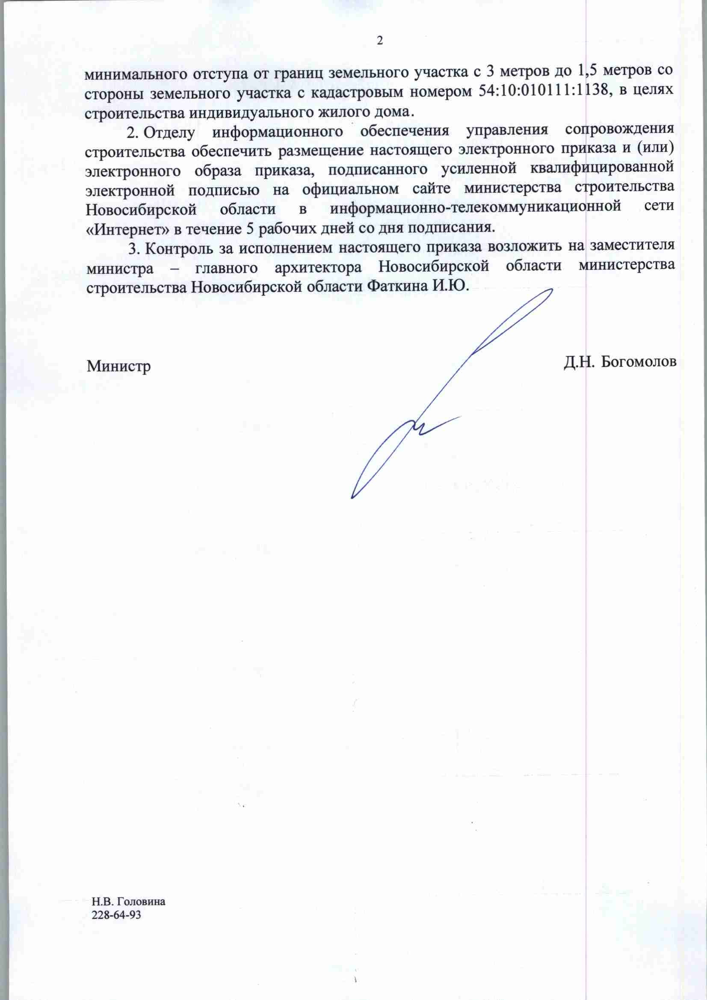 2
минимального отступа от границ земельного участка с 3 метров до 1,5 метров со
стороны земельного участка с кадастровым номером 54:10:010111:1138, в целях
строительства индивидуального жилого дома.
2. Отделу информационного обеспечения управления сопровождения
строительства обеспечить размещение настоящего электронного приказа и (или)
электронного образа приказа, подписанного усиленной квалифицированной
электронной подписью на официальном сайте министерства строительства
Новосибирской области в информационно-телекоммуникационной сети
«Интернет» в течение 5 рабочих дней со дня подписания.
3. Контроль за исполнением настоящего приказа возложить на заместителя
министра – главного архитектора Новосибирской области министерства
строительства Новосибирской области Фаткина И.Ю.
Министр Д.Н. Богомолов
Н.В. Головина
228-64-93